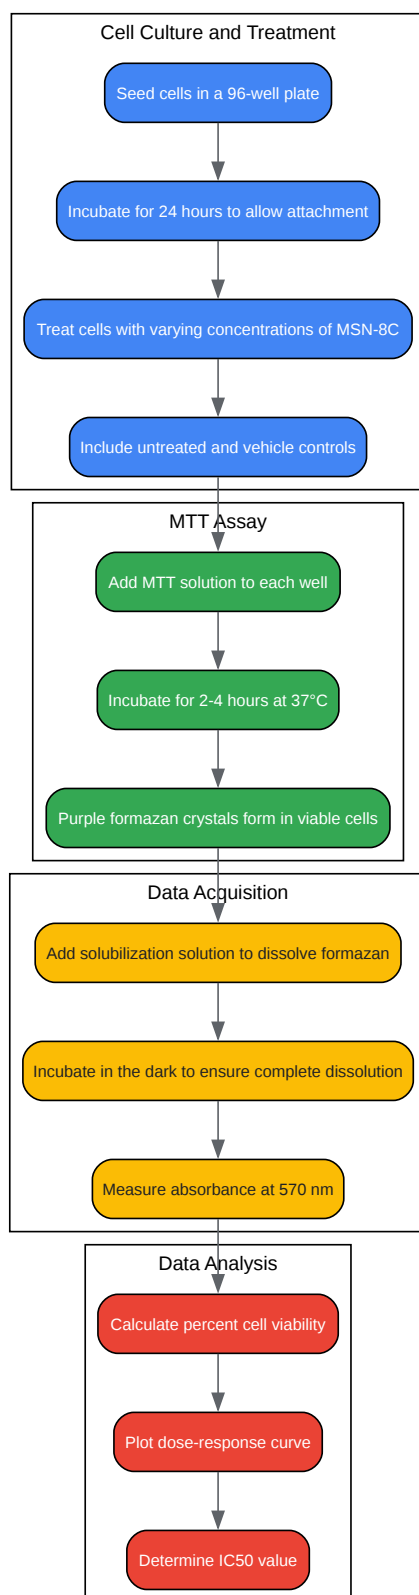 Cell Culture and Treatment
Seed cells in a 96-well plate
Incubate for 24 hours to allow attachment
Treat cells with varying concentrations of MSN-8C
Include untreated and vehicle controls
MTT Assay
Add MTT solution to each well
Incubate for 2-4 hours at 37°C
Purple formazan crystals form in viable cells
Data Acquisition
Add solubilization solution to dissolve formazan
Incubate in the dark to ensure complete dissolution
Measure absorbance at 570 nm
Data Analysis
Calculate percent cell viability
Plot dose-response curve
Determine IC50 value